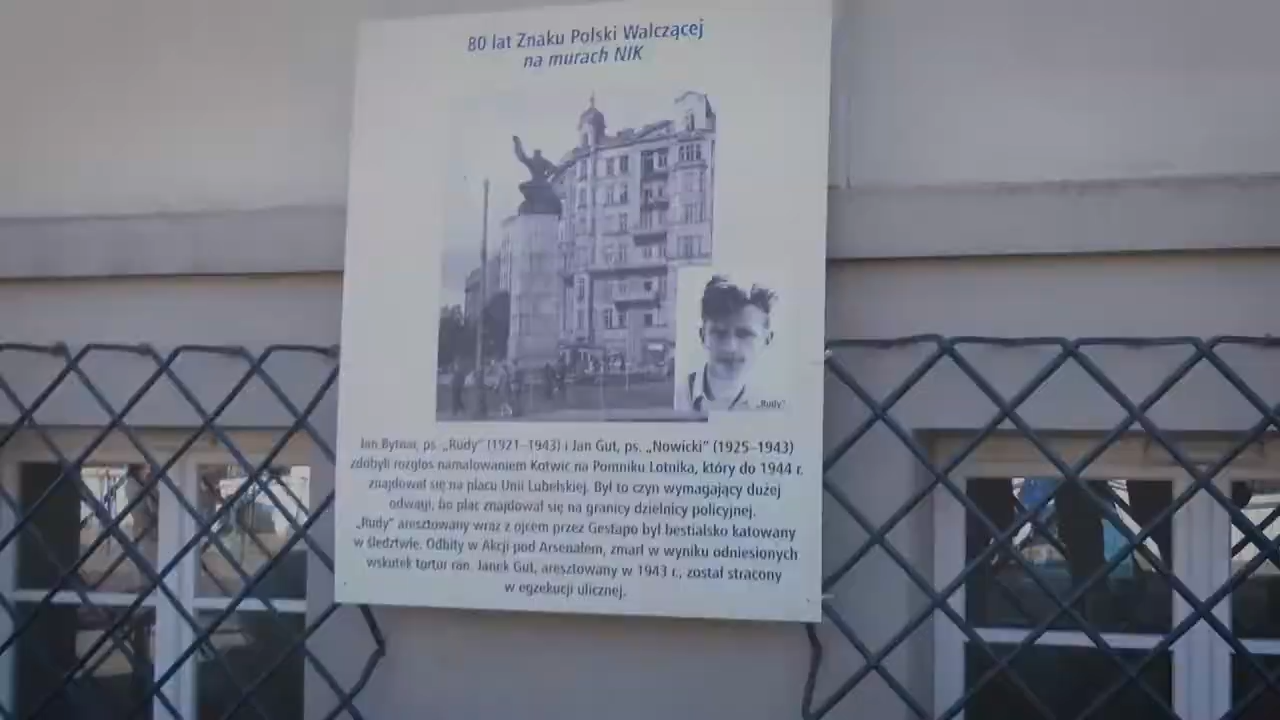 80 lat Znaku Polski Walczącej
na murach NIK
„Rudy"
Jan Bytnar, ps. „Rudy" (1921–1943) i Jan Gut, ps. „Nowicki" (1925–1943)
zdobyli rozgłos namalowaniem Kotwic na Pomniku Lotnika, który do 1944 r.
znajdował się na placu Unii Lubelskiej. Był to czyn wymagający dużej
odwagi, bo plac znajdował się na granicy dzielnicy policyjnej.
„Rudy" aresztowany wraz z ojcem przez Gestapo był bestialsko katowany
w śledztwie. Odbity w Akcji pod Arsenałem, zmarł w wyniku odniesionych
wskutek tortur ran. Janek Gut, aresztowany w 1943 r., został stracony
w egzekucji ulicznej.